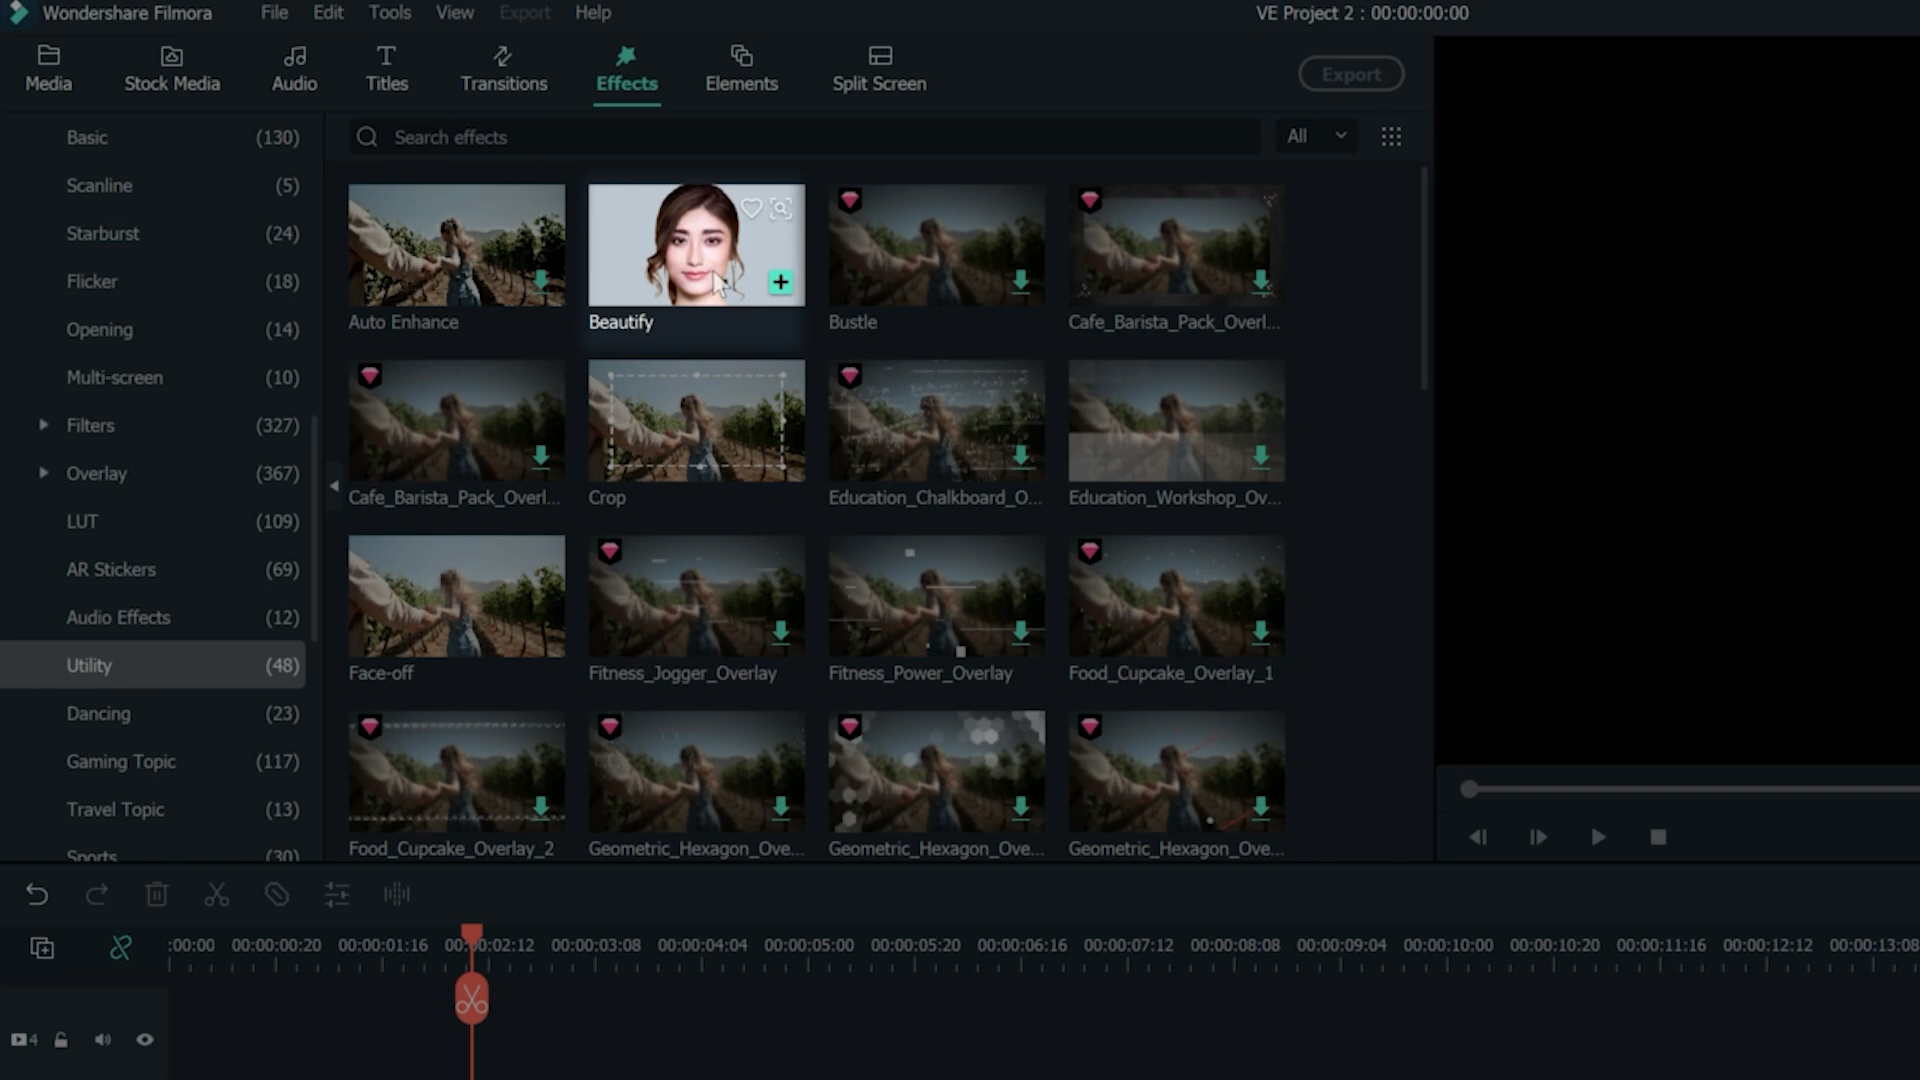 Wondershare Filmora
File
Edit
Tools
View
Export
Help
VE Project 2 : 00:00:00:00
Media
Stock Media
Audio
Titles
Transitions
Effects
Elements
Split Screen
Export
Search effects
All
Basic (130)
Scanline (5)
Starburst (24)
Flicker (18)
Opening (14)
Multi-screen (10)
Filters (327)
Overlay (367)
LUT (109)
AR Stickers (69)
Audio Effects (12)
Utility (48)
Dancing (23)
Gaming Topic (117)
Travel Topic (13)
Sports (30)
Auto Enhance
Beautify
Bustle
Cafe_Barista_Pack_Overl...
Cafe_Barista_Pack_Overl...
Crop
Education_Chalkboard_O...
Education_Workshop_Ov...
Face-off
Fitness_Jogger_Overlay
Fitness_Power_Overlay
Food_Cupcake_Overlay_1
Food_Cupcake_Overlay_2
Geometric_Hexagon_Ove...
Geometric_Hexagon_Ove...
Geometric_Hexagon_Ove...
:00:00 00:00:00:20 00:00:01:16 00:00:02:12 00:00:03:08 00:00:04:04 00:00:05:00 00:00:05:20 00:00:06:16 00:00:07:12 00:00:08:08 00:00:09:04 00:00:10:00 00:00:10:20 00:00:11:16 00:00:12:12 00:00:13:08
4